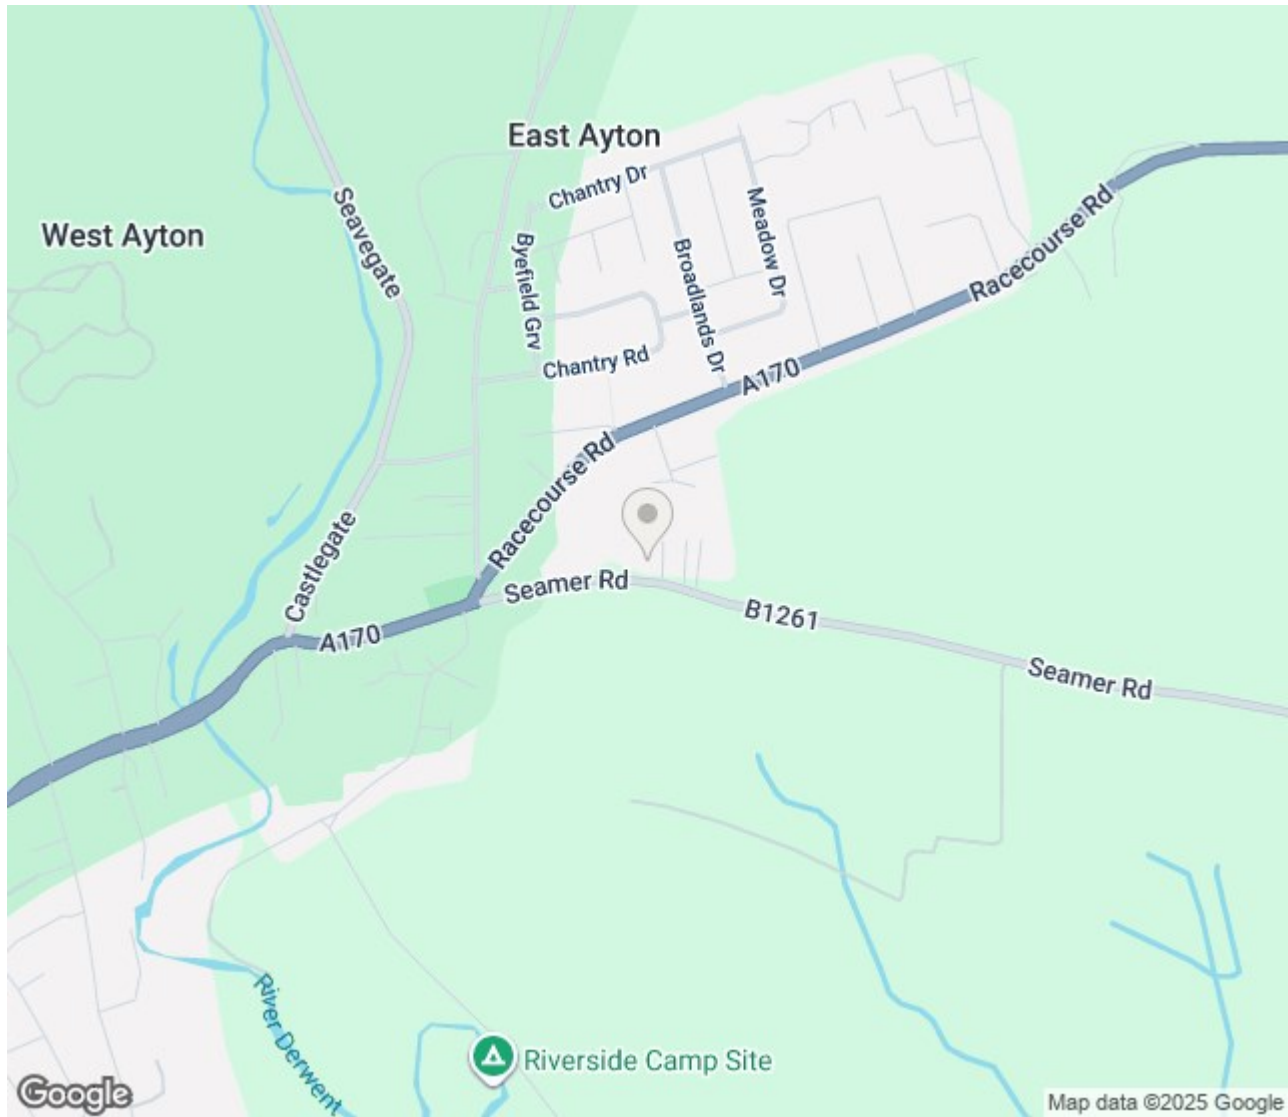 East Ayton
Chantry Dr
Seavegate
Meadow Dr
Racecourse Rd
West Ayton
Byefield Grv
Broadlands Dr
Chantry Rd
A170
Racecourse Rd
Castlegate
Seamer Rd
B1261
A170
Seamer Rd
River Derwent
Riverside Camp Site
Google
Map data ©2025 Google